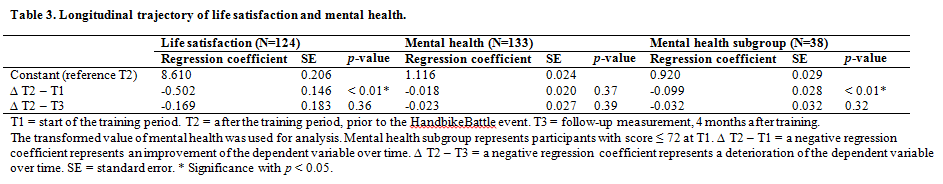 Table 3. Longitudinal trajectory of life satisfaction and mental health.
Life satisfaction (N=124) Mental health (N=133) Mental health subgroup (N=38)
Regression coefficient SE p-value Regression coefficient SE p-value Regression coefficient SE p-value
Constant (reference T2) 8.610 0.206 1.116 0.024 0.920 0.029
Δ T2 – T1 -0.502 0.146 < 0.01* -0.018 0.020 0.37 -0.099 0.028 < 0.01*
Δ T2 – T3 -0.169 0.183 0.36 -0.023 0.027 0.39 -0.032 0.032 0.32
T1 = start of the training period. T2 = after the training period, prior to the HandbikeBattle event. T3 = follow-up measurement, 4 months after training.
The transformed value of mental health was used for analysis. Mental health subgroup represents participants with score ≤ 72 at T1. Δ T2 – T1 = a negative regression
coefficient represents an improvement of the dependent variable over time. Δ T2 – T3 = a negative regression coefficient represents a deterioration of the dependent variable
over time. SE = standard error. * Significance with p < 0.05.